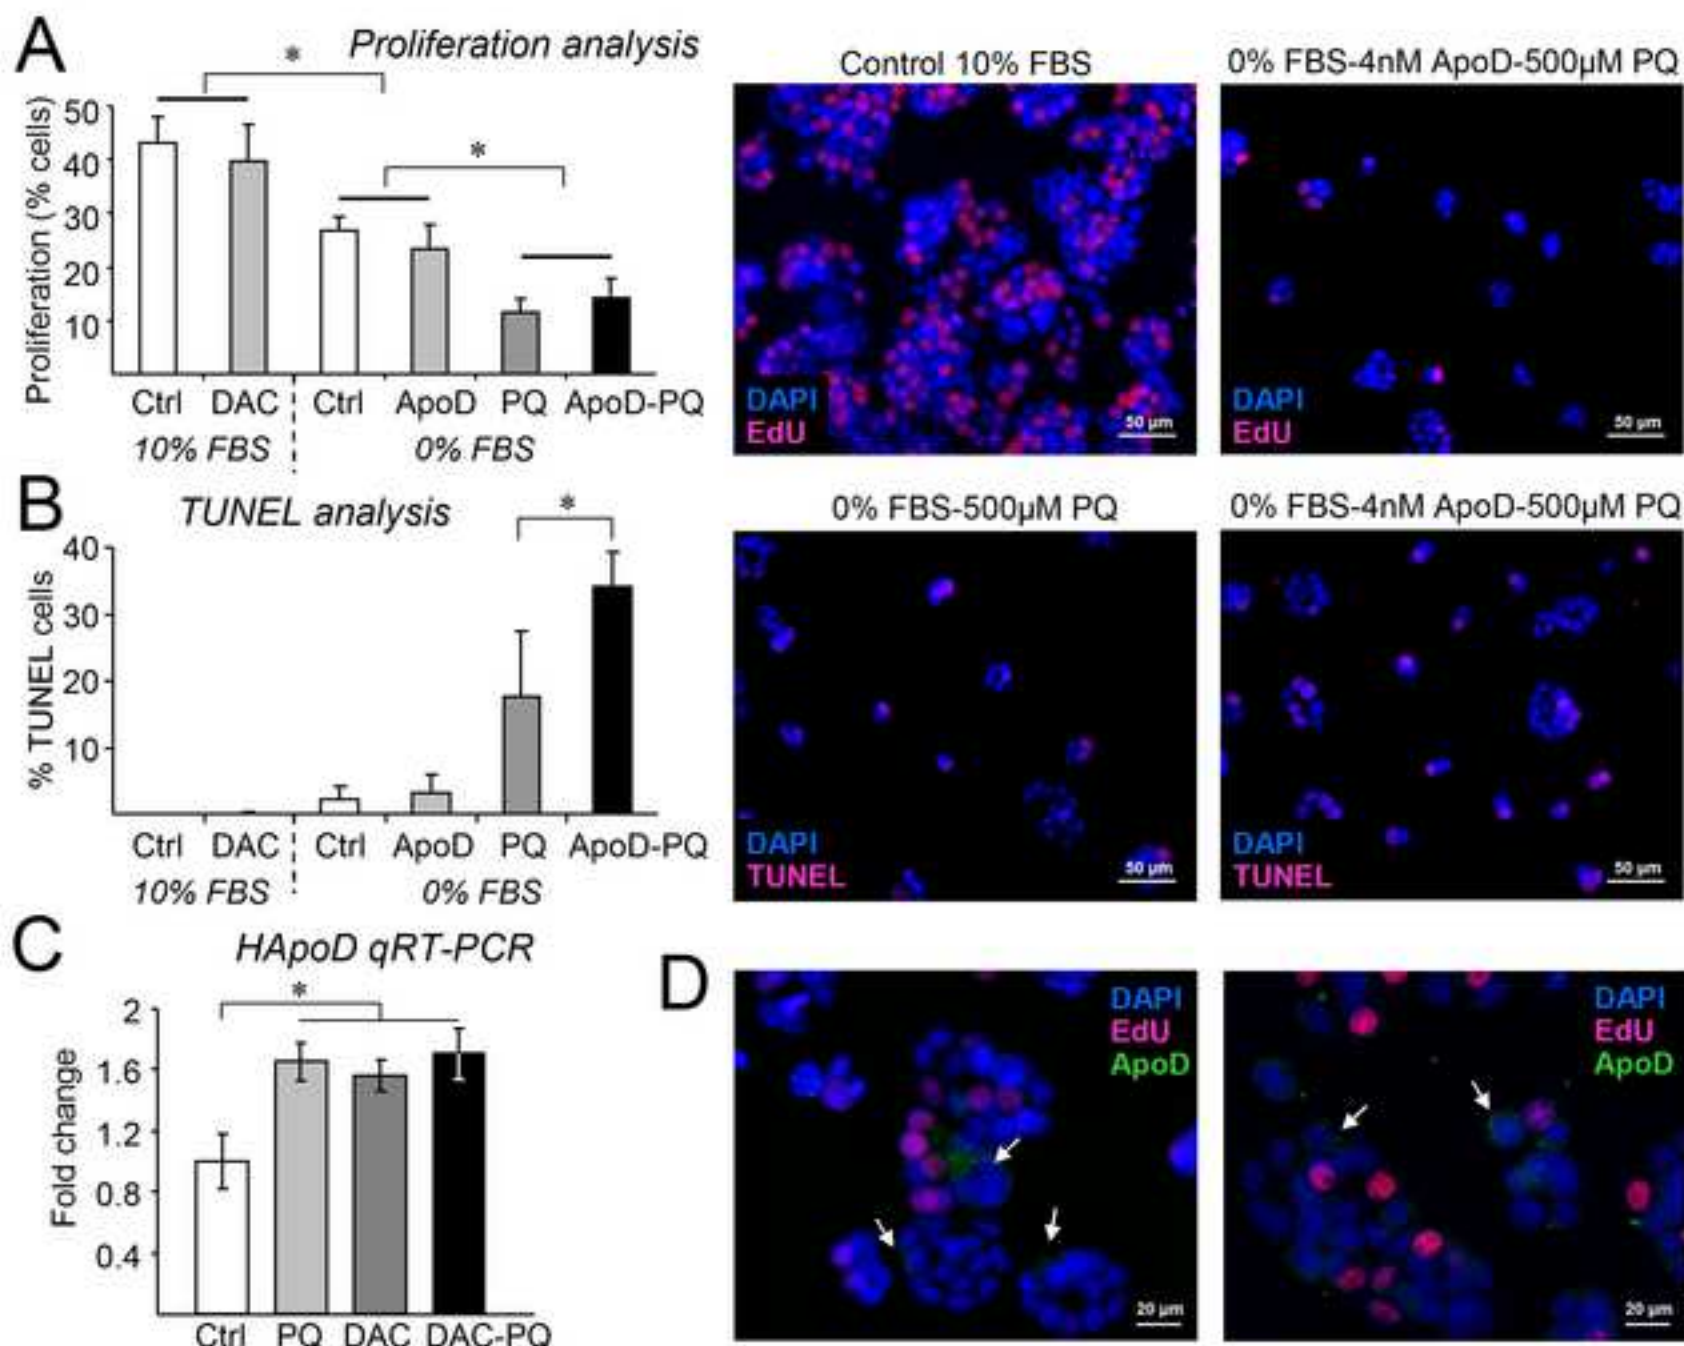 A
Proliferation analysis
*
*
Proliferation (% cells)
50
40
30
20
10
Ctrl DAC Ctrl ApoD PQ ApoD-PQ
10% FBS 0% FBS
Control 10% FBS
DAPI
EdU
50 µm
0% FBS-4nM ApoD-500µM PQ
DAPI
EdU
50 µm
B
TUNEL analysis
*
% TUNEL cells
40
30
20
10
Ctrl DAC Ctrl ApoD PQ ApoD-PQ
10% FBS 0% FBS
0% FBS-500µM PQ
DAPI
TUNEL
50 µm
0% FBS-4nM ApoD-500µM PQ
DAPI
TUNEL
50 µm
C
HApoD qRT-PCR
*
Fold change
2
1.6
1.2
0.8
0.4
Ctrl PQ DAC DAC-PQ
D
DAPI
EdU
ApoD
20 µm
DAPI
EdU
ApoD
20 µm